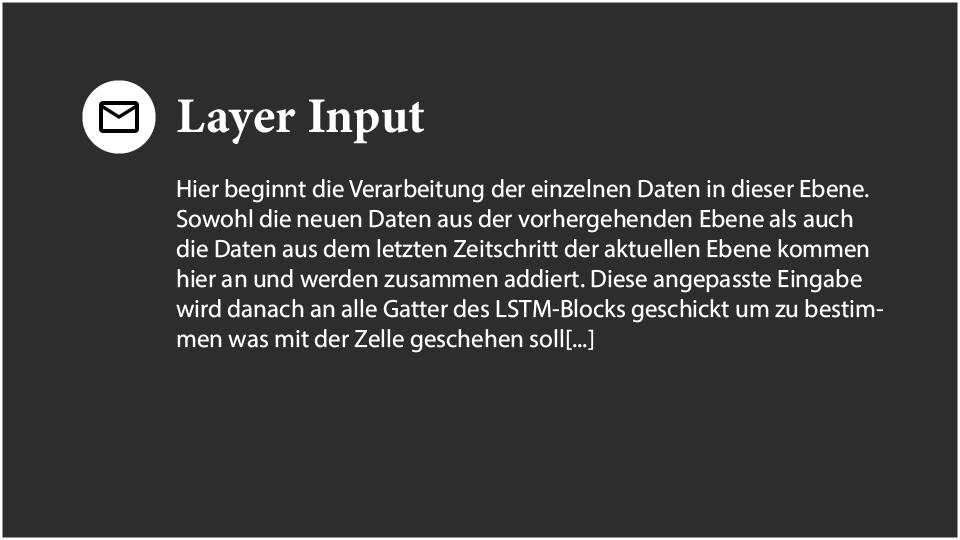 Layer Input
Hier beginnt die Verarbeitung der einzelnen Daten in dieser Ebene.
Sowohl die neuen Daten aus der vorhergehenden Ebene als auch
die Daten aus dem letzten Zeitschritt der aktuellen Ebene kommen
hier an und werden zusammen addiert. Diese angepasste Eingabe
wird danach an alle Gatter des LSTM-Blocks geschickt um zu bestim-
men was mit der Zelle geschehen soll[...]